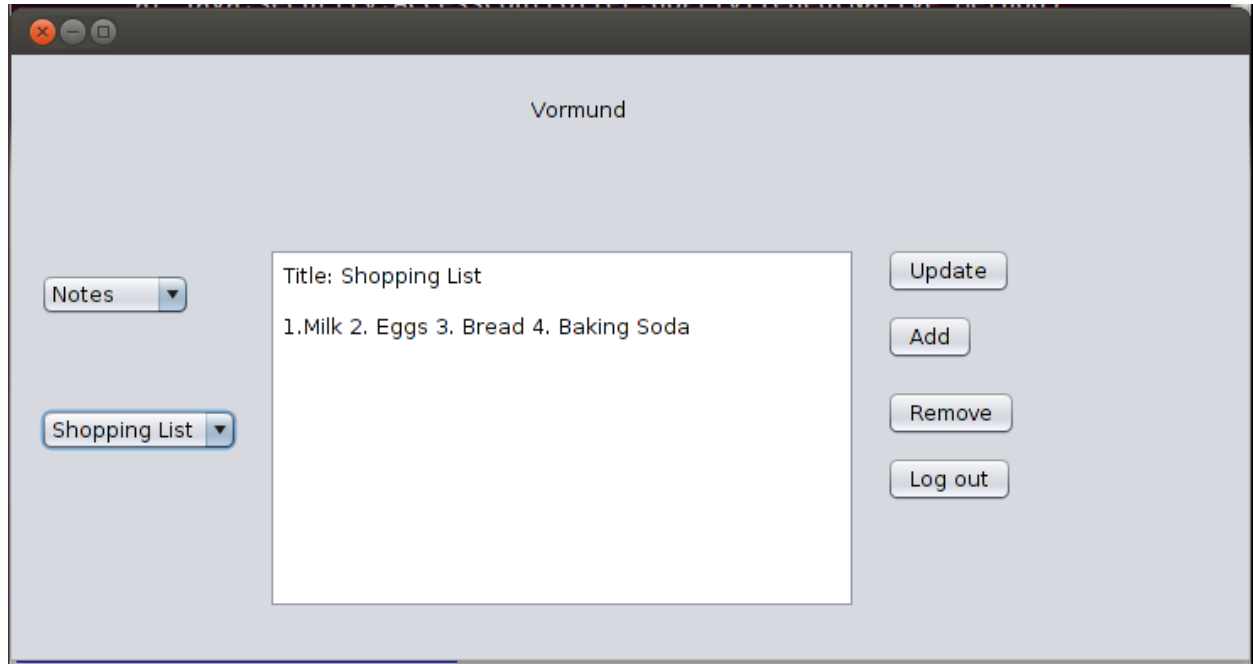 Vormund
Notes
Shopping List
Title: Shopping List
1.Milk 2. Eggs 3. Bread 4. Baking Soda
Update
Add
Remove
Log out